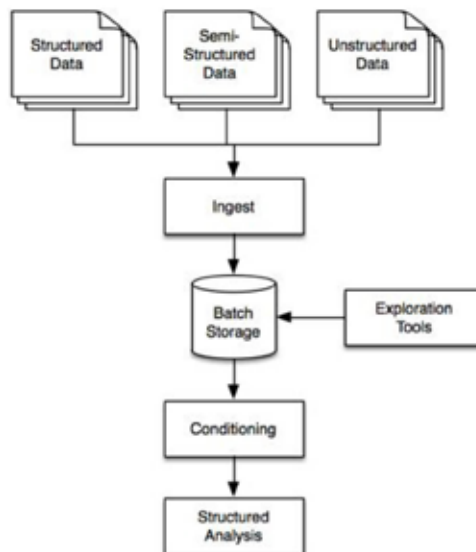 Structured
Data
Semi-
Structured
Data
Unstructured
Data
Ingest
Batch
Storage
Exploration
Tools
Conditioning
Structured
Analysis